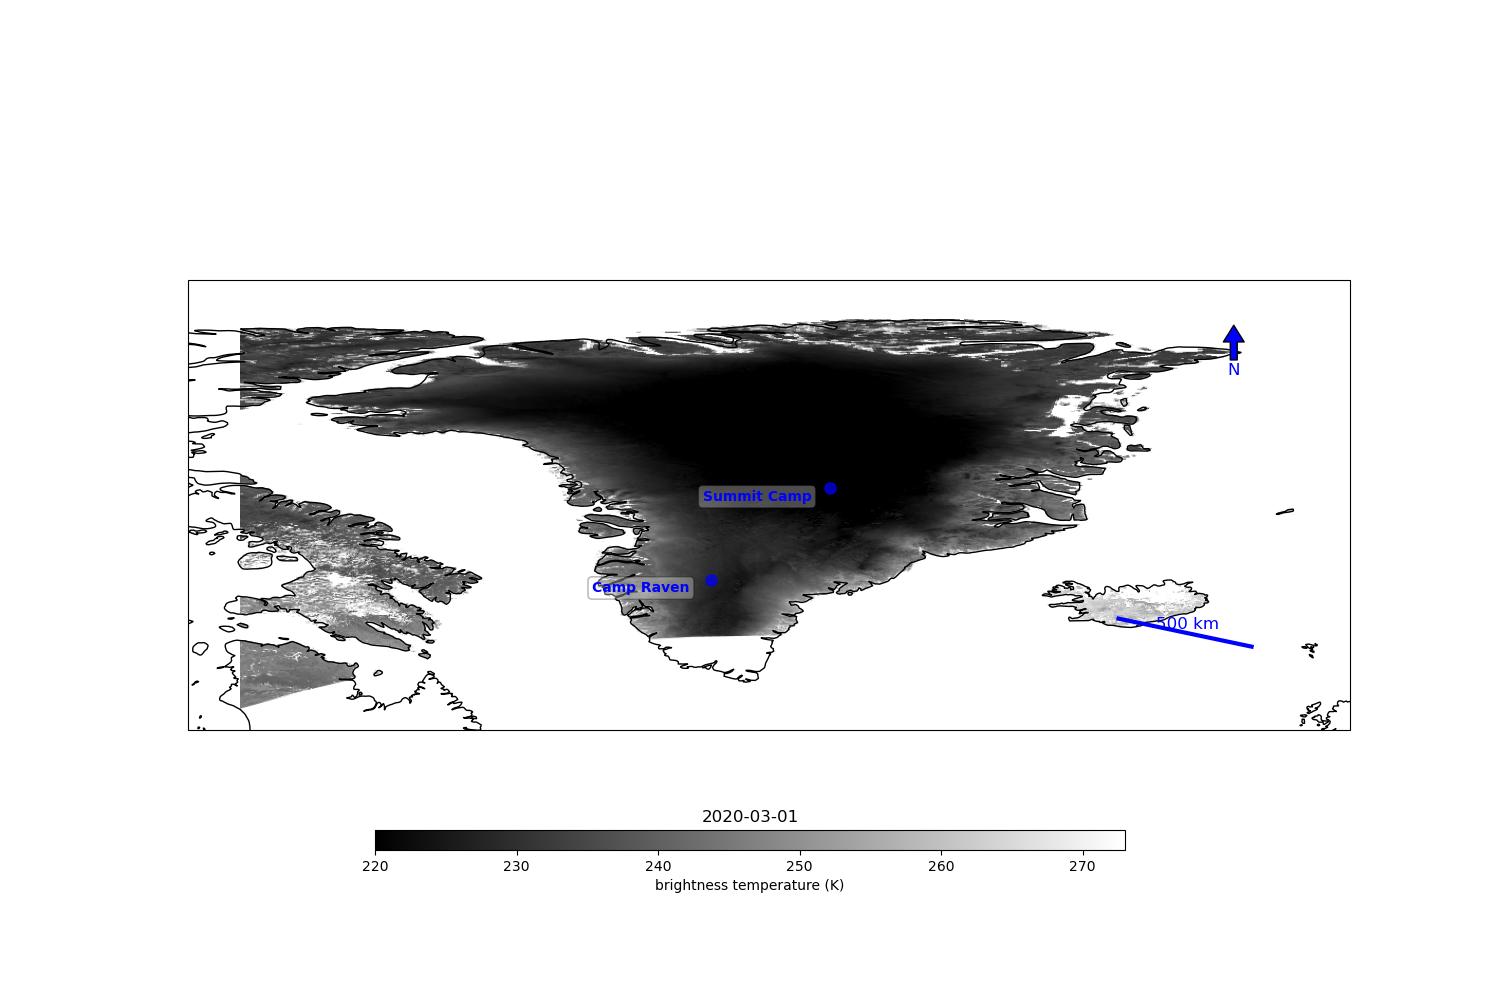 N
Summit Camp
Camp Raven
500 km
2020-03-01
220 230 240 250 260 270
brightness temperature (K)